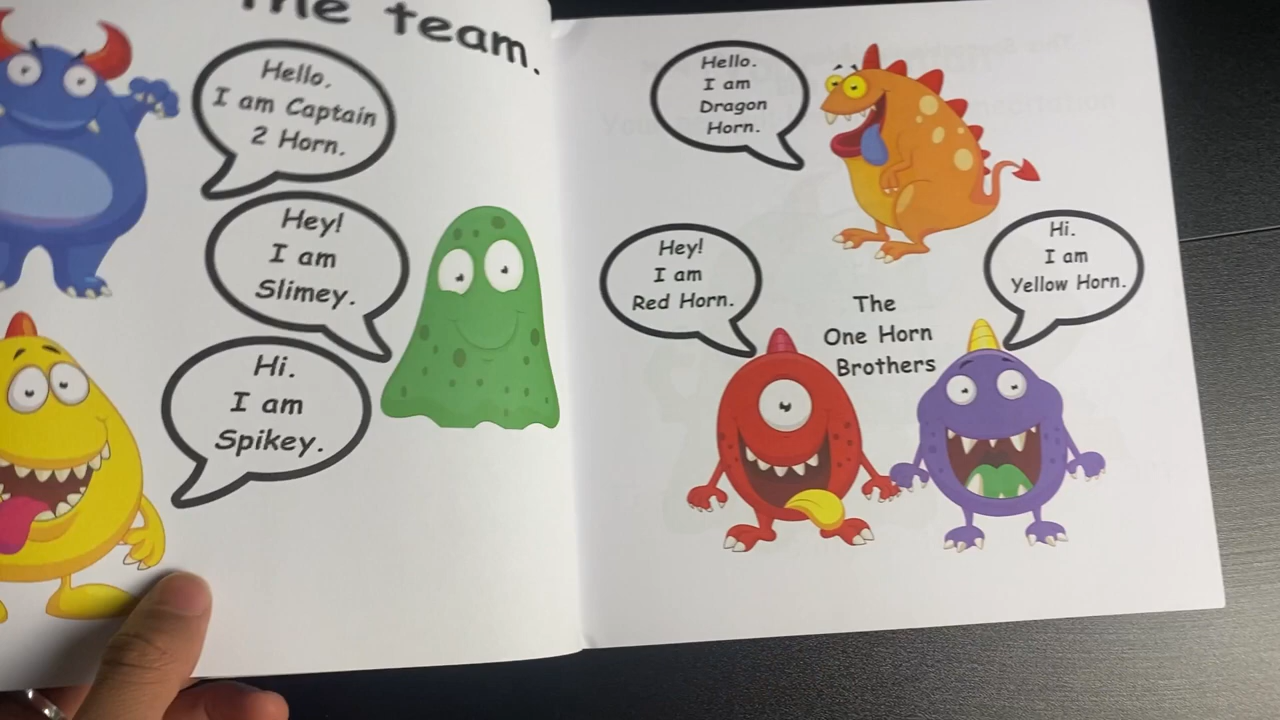 The team.
Hello.
I am Captain
2 Horn.
Hey!
I am
Slimey.
Hi.
I am
Spikey.
Hello.
I am
Dragon
Horn.
Hey!
I am
Red Horn.
Hi.
I am
Yellow Horn.
The
One Horn
Brothers